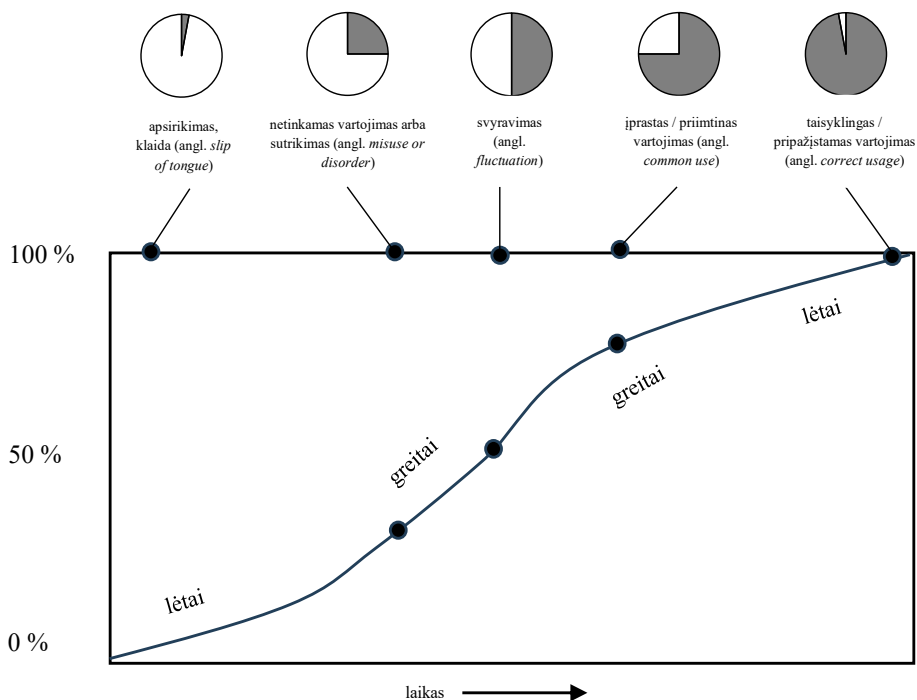 apsirikimas,
klaida (angl. slip
of tongue)
netinkamas vartojimas arba
sutrikimas (angl. misuse or
disorder)
svyravimas
(angl.
fluctuation)
įprastas / priimtinas
vartojimas (angl.
common use)
taisyklingas /
pripažįstamas vartojimas
(angl. correct usage)
100 %
lėtai
greitai
50 %
greitai
lėtai
0 %
laikas